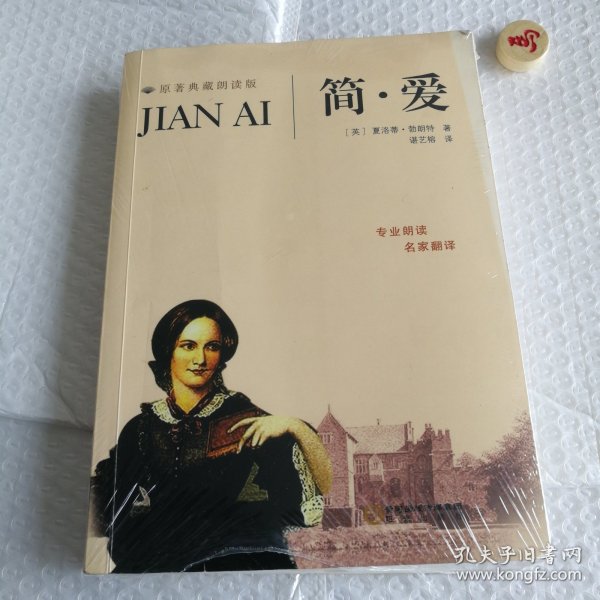 原著典藏朗读版
JIAN AI
简·爱
[英] 夏洛蒂·勃朗特 著
谌艺榕 译
专业朗读
名家翻译
孔夫子旧书网
www.kongfz.com